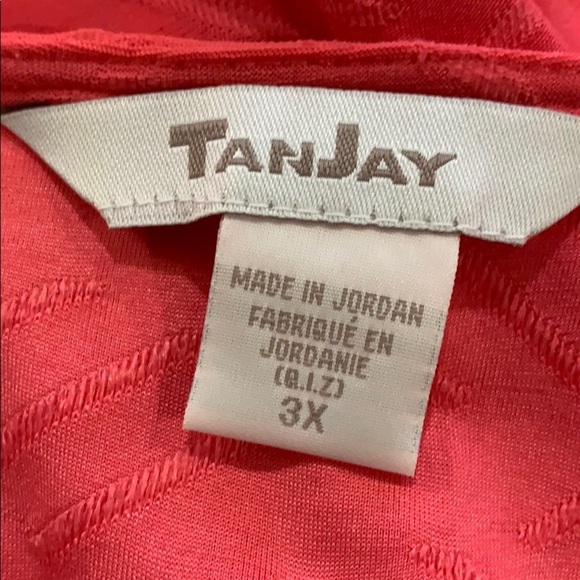 TANJAY
MADE IN JORDAN
FABRIQUÉ EN
JORDANIE
(Q.I.Z)
3X